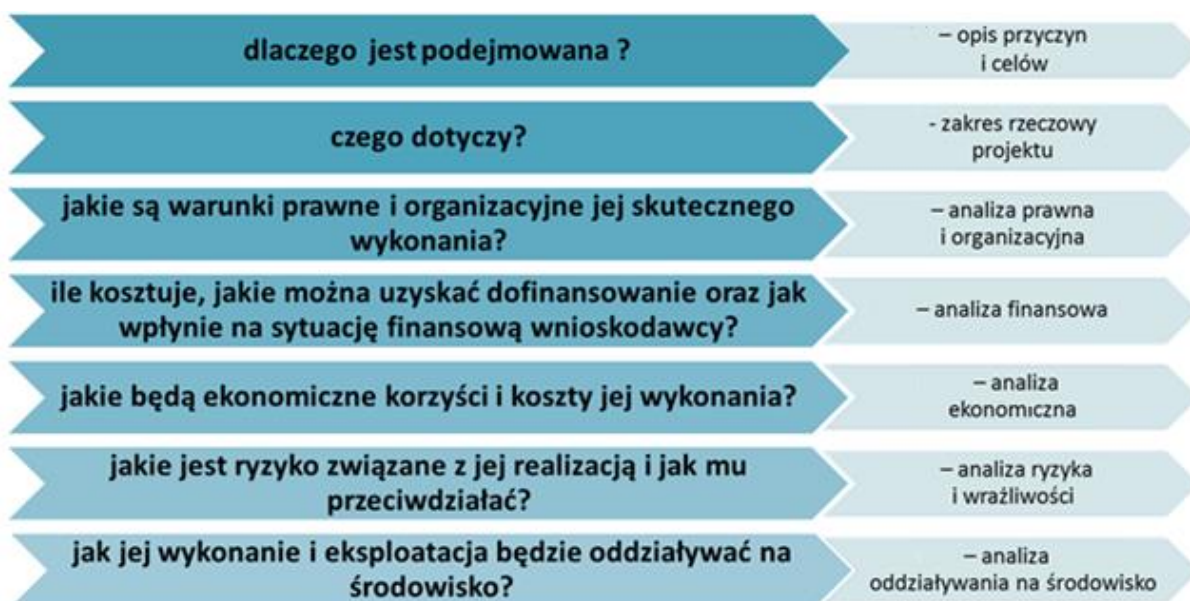 dlaczego jest podejmowana ?
– opis przyczyn
i celów
czego dotyczy?
- zakres rzeczowy
projektu
jakie są warunki prawne i organizacyjne jej skutecznego
wykonania?
– analiza prawna
i organizacyjna
ile kosztuje, jakie można uzyskać dofinansowanie oraz jak
wpłynie na sytuację finansową wnioskodawcy?
– analiza finansowa
jakie będą ekonomiczne korzyści i koszty jej wykonania?
– analiza
ekonomiczna
jakie jest ryzyko związane z jej realizacją i jak mu
przeciwdziałać?
– analiza ryzyka
i wrażliwości
jak jej wykonanie i eksploatacja będzie oddziaływać na
środowisko?
– analiza
oddziaływania na środowisko